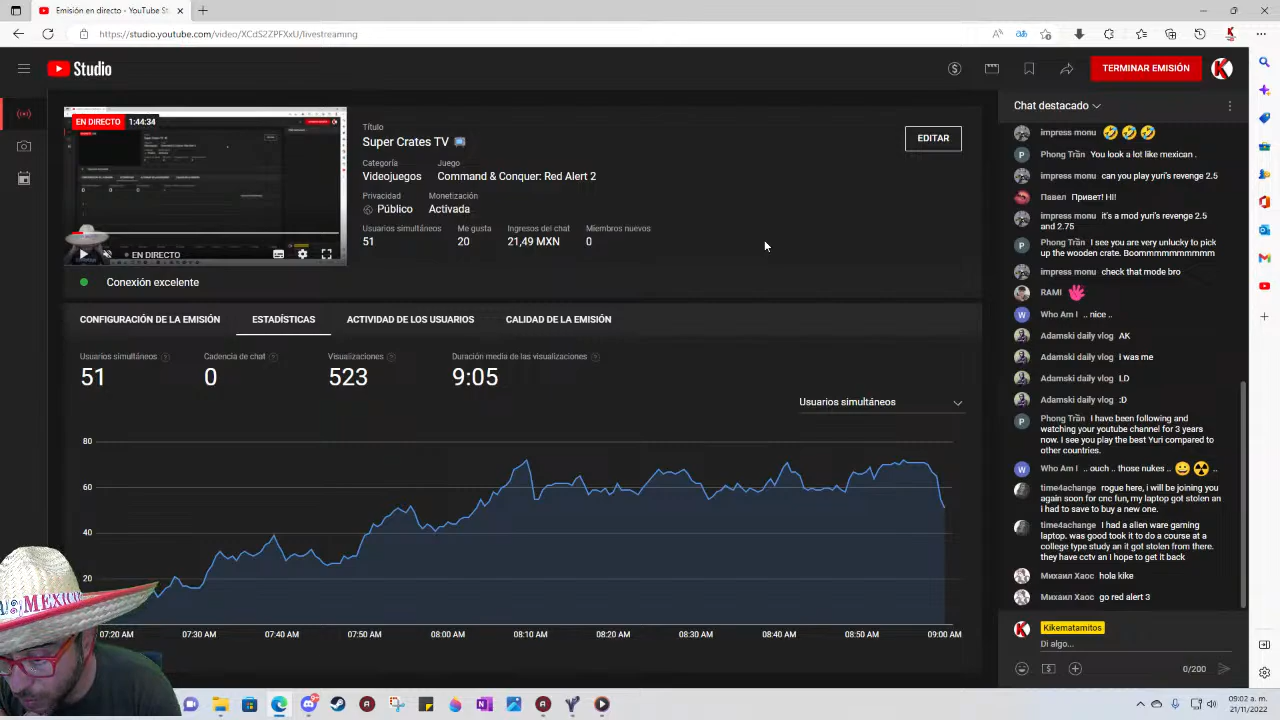 Emisión en directo - YouTube St
https://studio.youtube.com/video/XCdS2ZPFXxU/livestreaming
Studio
TERMINAR EMISIÓN
EN DIRECTO 1:44:34
EN DIRECTO
Título
Super Crates TV
EDITAR
Categoría Juego
Videojuegos Command & Conquer: Red Alert 2
Privacidad Monetización
Público Activada
Usuarios simultáneos Me gusta Ingresos del chat Miembros nuevos
51 20 21,49 MXN 0
Conexión excelente
CONFIGURACIÓN DE LA EMISIÓN ESTADÍSTICAS ACTIVIDAD DE LOS USUARIOS CALIDAD DE LA EMISIÓN
Usuarios simultáneos Cadencia de chat Visualizaciones Duración media de las visualizaciones
51 0 523 9:05
Usuarios simultáneos
80
60
40
20
07:20 AM 07:30 AM 07:40 AM 07:50 AM 08:00 AM 08:10 AM 08:20 AM 08:30 AM 08:40 AM 08:50 AM 09:00 AM
Chat destacado
impress monu 🤣🤣🤣
Phong Trần You look a lot like mexican .
impress monu can you play yuri's revenge 2.5
Павел Привет! HI!
impress monu it's a mod yuri's revenge 2.5
and 2.75
Phong Trần I see you are very unlucky to pick
up the wooden crate. Boommmmmmmmmm
impress monu check that mode bro
RAMI
Who Am I .. nice ..
Adamski daily vlog AK
Adamski daily vlog i was me
Adamski daily vlog LD
Adamski daily vlog :D
Phong Trần I have been following and
watching your youtube channel for 3 years
now. I see you play the best Yuri compared to
other countries.
Who Am I .. ouch .. those nukes .. 😀 ☢ ..
time4achange rogue here, i will be joining you
again soon for cnc fun, my laptop got stolen an
i had to save to buy a new one.
time4achange I had a alien ware gaming
laptop. was good took it to do a course at a
college type study an it got stolen from there.
they have cctv an I hope to get it back
Михаил Хаос hola kike
Михаил Хаос go red alert 3
Kikematamitos
Di algo...
0/200
MEXICO
09:02 a. m.
21/11/2022